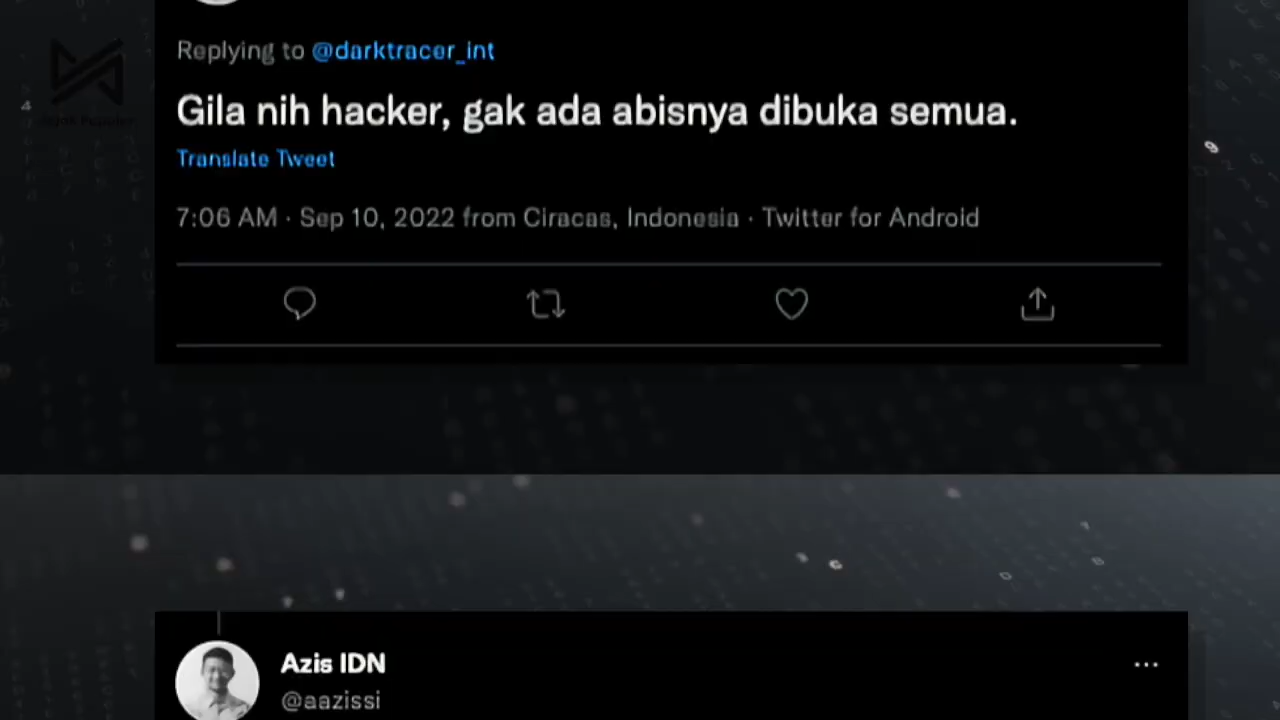 Replying to @darktracer_int
Gila nih hacker, gak ada abisnya dibuka semua.
Translate Tweet
7:06 AM · Sep 10, 2022 from Ciracas, Indonesia · Twitter for Android
Azis IDN
@aazissi